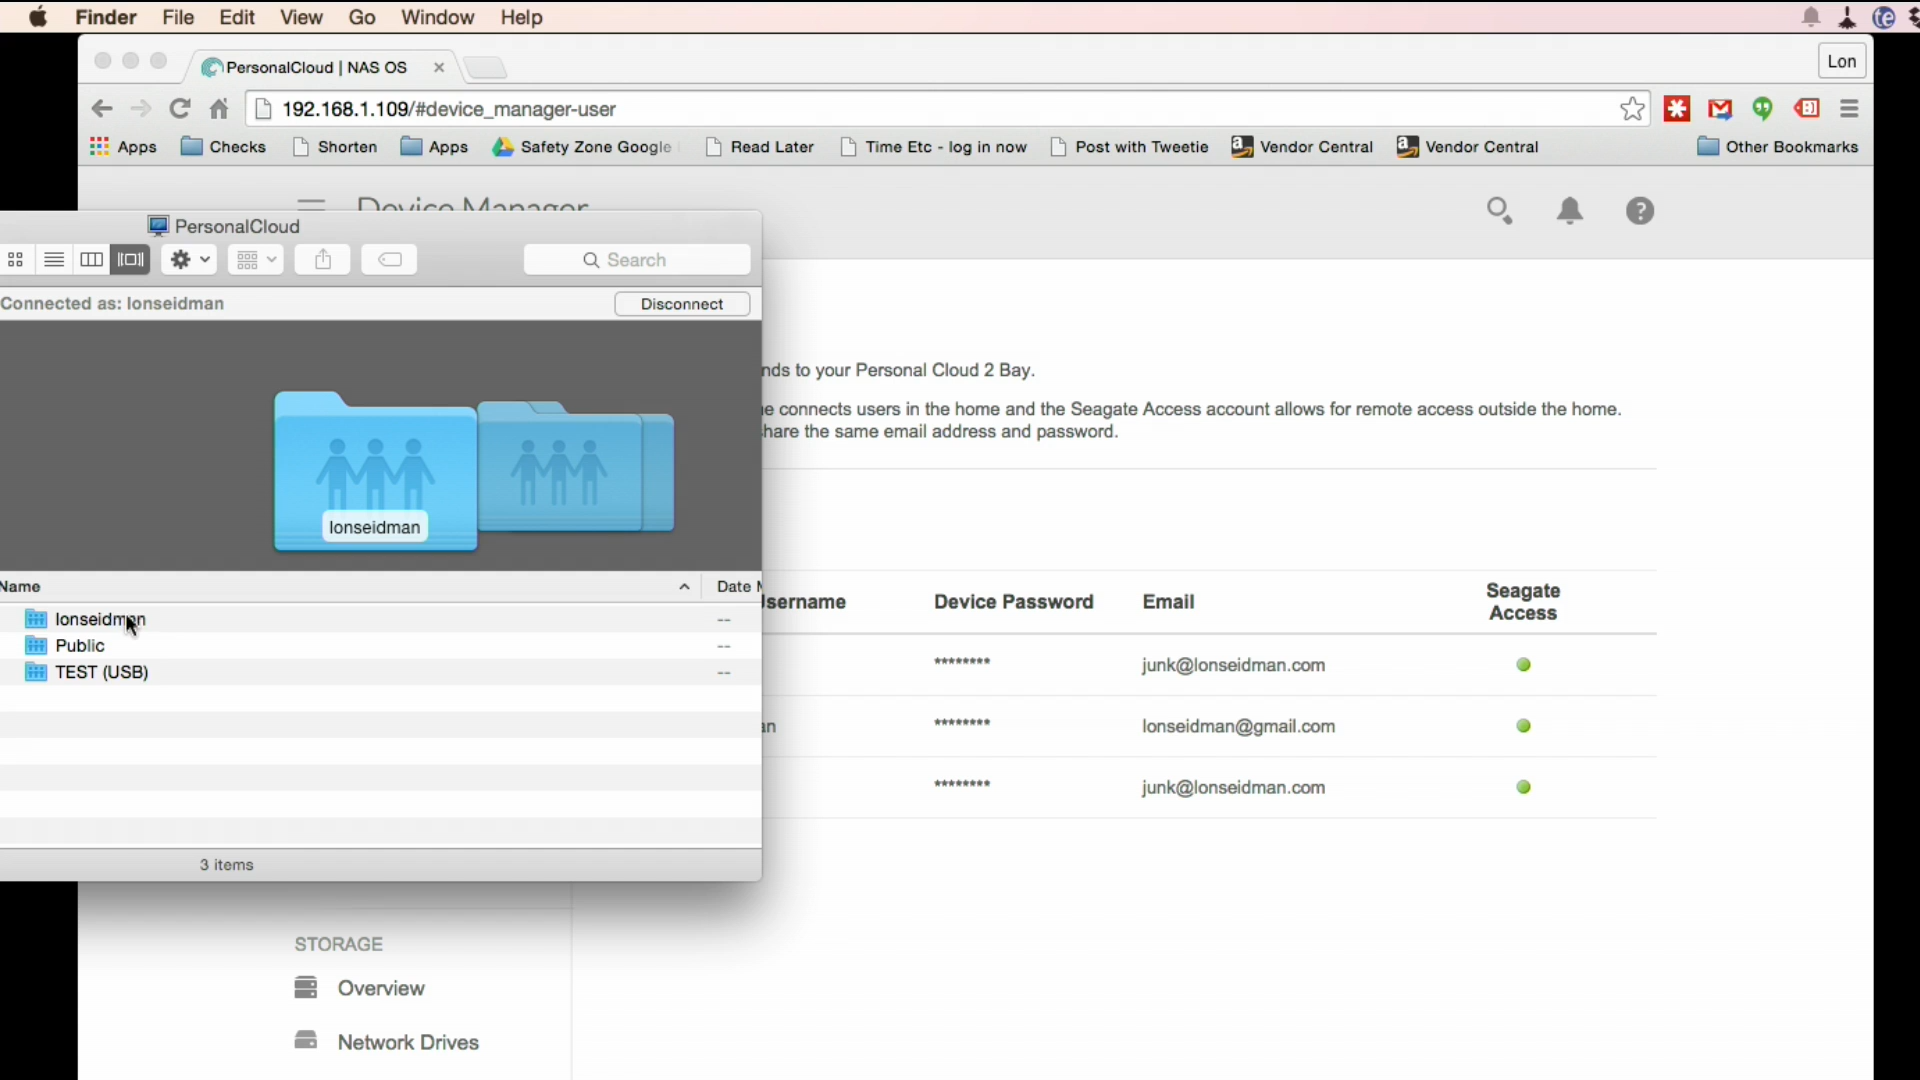 Finder File Edit View Go Window Help
te
PersonalCloud | NAS OS
Lon
192.168.1.109/#device_manager-user
Apps Checks Shorten Apps Safety Zone Google Read Later Time Etc - log in now Post with Tweetie Vendor Central Vendor Central Other Bookmarks
Device Manager
PersonalCloud
Search
Connected as: lonseidman
Disconnect
nds to your Personal Cloud 2 Bay.
e connects users in the home and the Seagate Access account allows for remote access outside the home.
hare the same email address and password.
lonseidman
Name Date M
lonseidman --
Public --
TEST (USB) --
3 items
sername Device Password Email Seagate
Access
******** junk@lonseidman.com
an ******** lonseidman@gmail.com
******** junk@lonseidman.com
STORAGE
Overview
Network Drives